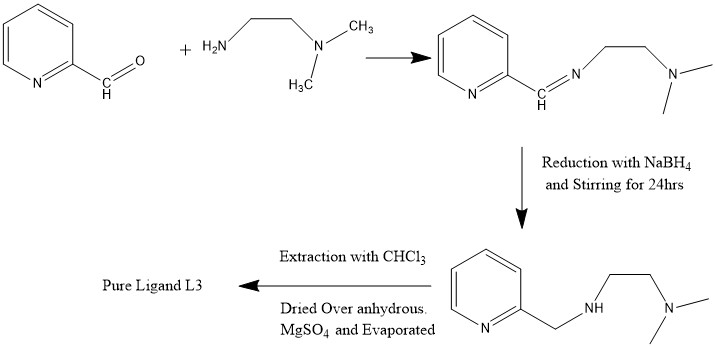 N
C
H
O
+
H₂N
N
CH₃
H₃C
N
C
H
N
N
Reduction with NaBH₄
and Stirring for 24hrs
Extraction with CHCl₃
Pure Ligand L3
Dried Over anhydrous.
MgSO₄ and Evaporated
N
NH
N